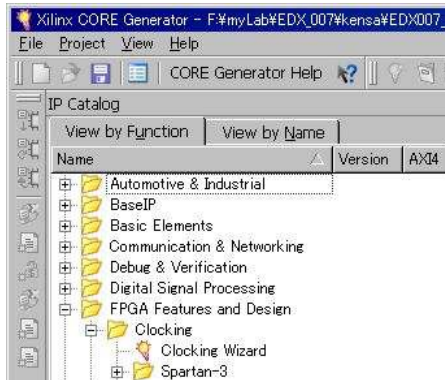 Xilinx CORE Generator - F:¥myLab¥EDX_007¥kensa¥EDX007_
File Project View Help
CORE Generator Help
IP Catalog
View by Function View by Name
Name Version AXI4
Automotive & Industrial
BaseIP
Basic Elements
Communication & Networking
Debug & Verification
Digital Signal Processing
FPGA Features and Design
Clocking
Clocking Wizard
Spartan-3